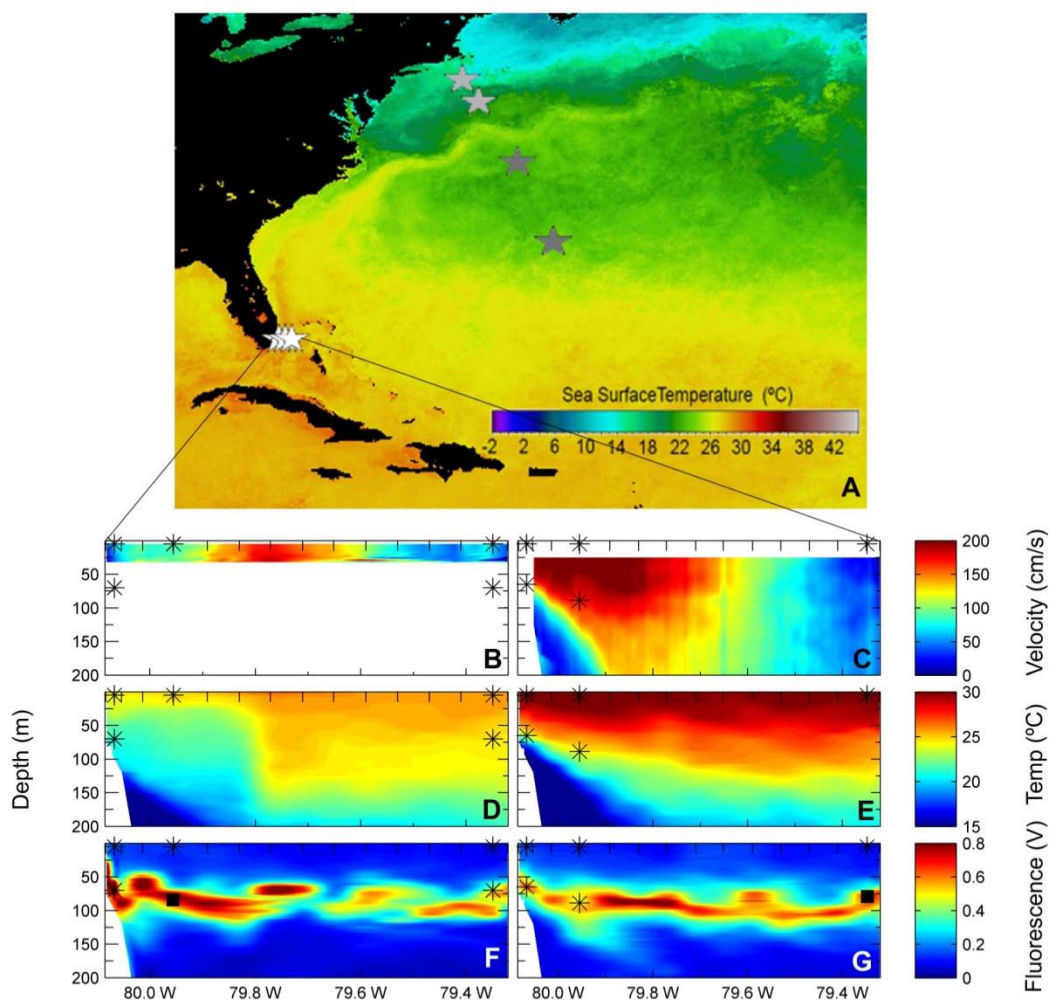 Sea SurfaceTemperature (ºC)
-2 2 6 10 14 18 22 26 30 34 38 42
A
50
100
150
200
B
C
200
150
100
50
0
Velocity (cm/s)
Depth (m)
50
100
150
200
D
E
30
25
20
15
Temp (ºC)
50
100
150
200
F
G
0.8
0.6
0.4
0.2
0
Fluorescence (V)
80.0 W 79.8 W 79.6 W 79.4 W
80.0 W 79.8 W 79.6 W 79.4 W